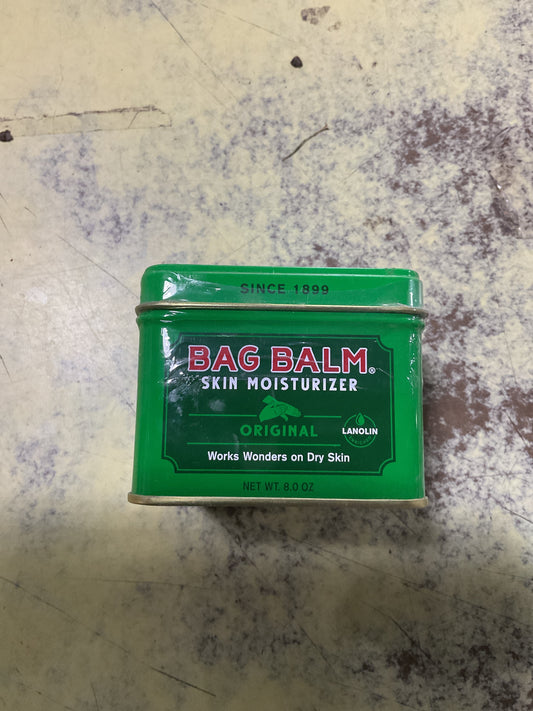 SINCE 1899
BAG BALM®
SKIN MOISTURIZER
ORIGINAL
LANOLIN
Works Wonders on Dry Skin
NET WT. 8.0 OZ